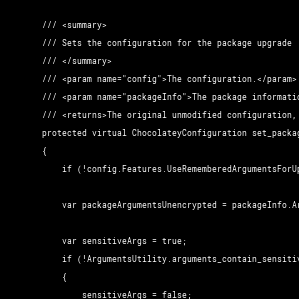 /// <summary>
/// Sets the configuration for the package upgrade
/// </summary>
/// <param name="config">The configuration.</param>
/// <param name="packageInfo">The package informatio
/// <returns>The original unmodified configuration,
protected virtual ChocolateyConfiguration set_packag
{
if (!config.Features.UseRememberedArgumentsForUp
var packageArgumentsUnencrypted = packageInfo.Ar
var sensitiveArgs = true;
if (!ArgumentsUtility.arguments_contain_sensitiv
{
sensitiveArgs = false;